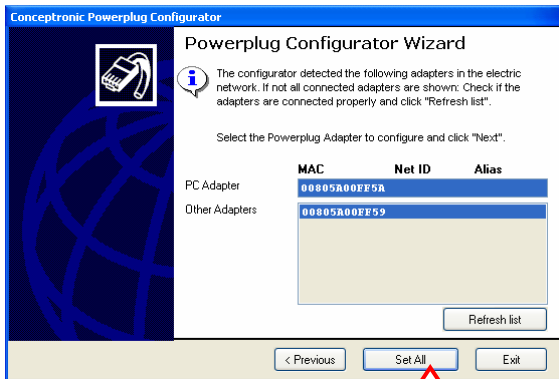 Conceptronic Powerplug Configurator
Powerplug Configurator Wizard
The configurator detected the following adapters in the electric
network. If not all connected adapters are shown: Check if the
adapters are connected properly and click "Refresh list".
Select the Powerplug Adapter to configure and click "Next".
MAC Net ID Alias
PC Adapter 00805A00FF5A
Other Adapters 00805A00FF59
Refresh list
< Previous Set All Exit